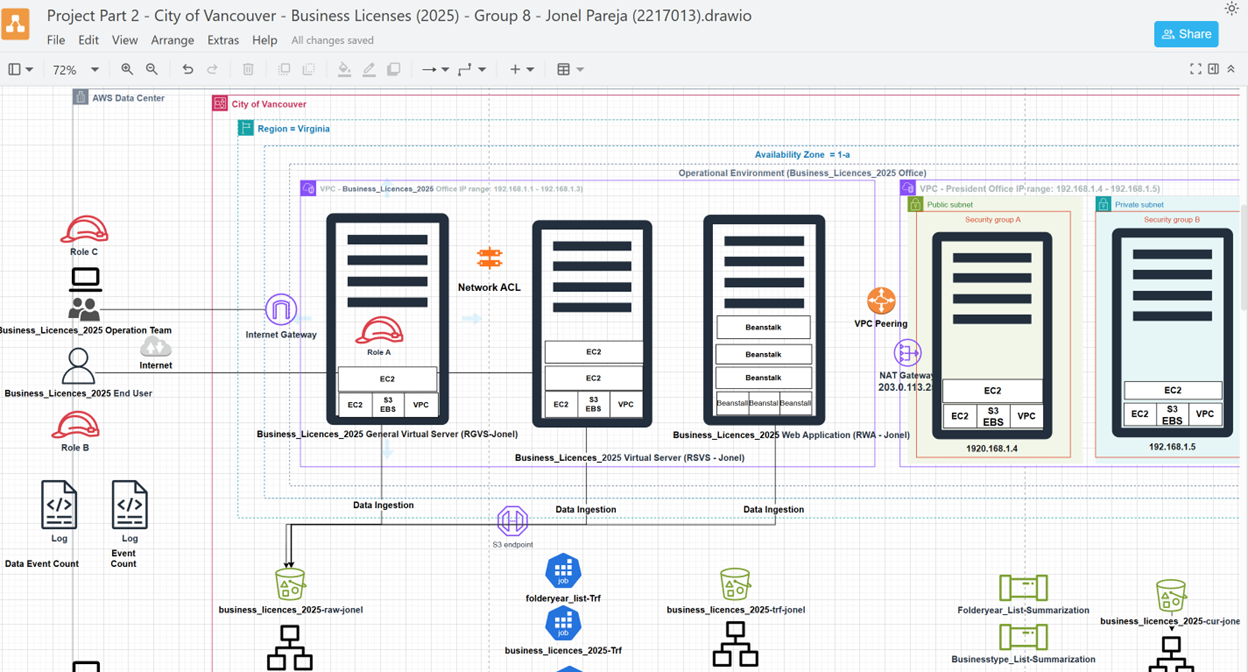 Project Part 2 - City of Vancouver - Business Licenses (2025) - Group 8 - Jonel Pareja (2217013).drawio
File Edit View Arrange Extras Help All changes saved
Share
72%
AWS Data Center
City of Vancouver
Region = Virginia
Availability Zone = 1-a
Operational Environment (Business_Licences_2025 Office)
VPC - Business_Licences_2025 Office IP range: 192.168.1.1 - 192.168.1.3)
VPC - President Office IP range: 192.168.1.4 - 192.168.1.5)
Public subnet
Private subnet
Security group A
Security group B
Role C
Network ACL
Business_Licences_2025 Operation Team
Internet Gateway
VPC Peering
Internet
Role A
Beanstalk
Beanstalk
Beanstalk
Beanstalk Beanstal Beanstalk
EC2
EC2 S3 EBS VPC
EC2
EC2
EC2 S3 EBS VPC
NAT Gateway
203.0.113.2
EC2
EC2 S3 EBS VPC
EC2
EC2 S3 EBS VPC
Business_Licences_2025 End User
Business_Licences_2025 General Virtual Server (RGVS-Jonel)
Business_Licences_2025 Web Application (RWA - Jonel)
1920.168.1.4
192.168.1.5
Role B
Business_Licences_2025 Virtual Server (RSVS - Jonel)
Data Ingestion
Data Ingestion
Data Ingestion
Log
Log
S3 endpoint
Data Event Count
Event
Count
job
folderyear_list-Trf
business_licences_2025-raw-jonel
business_licences_2025-trf-jonel
Folderyear_List-Summarization
business_licences_2025-cur-jone
job
business_licences_2025-Trf
Businesstype_List-Summarization